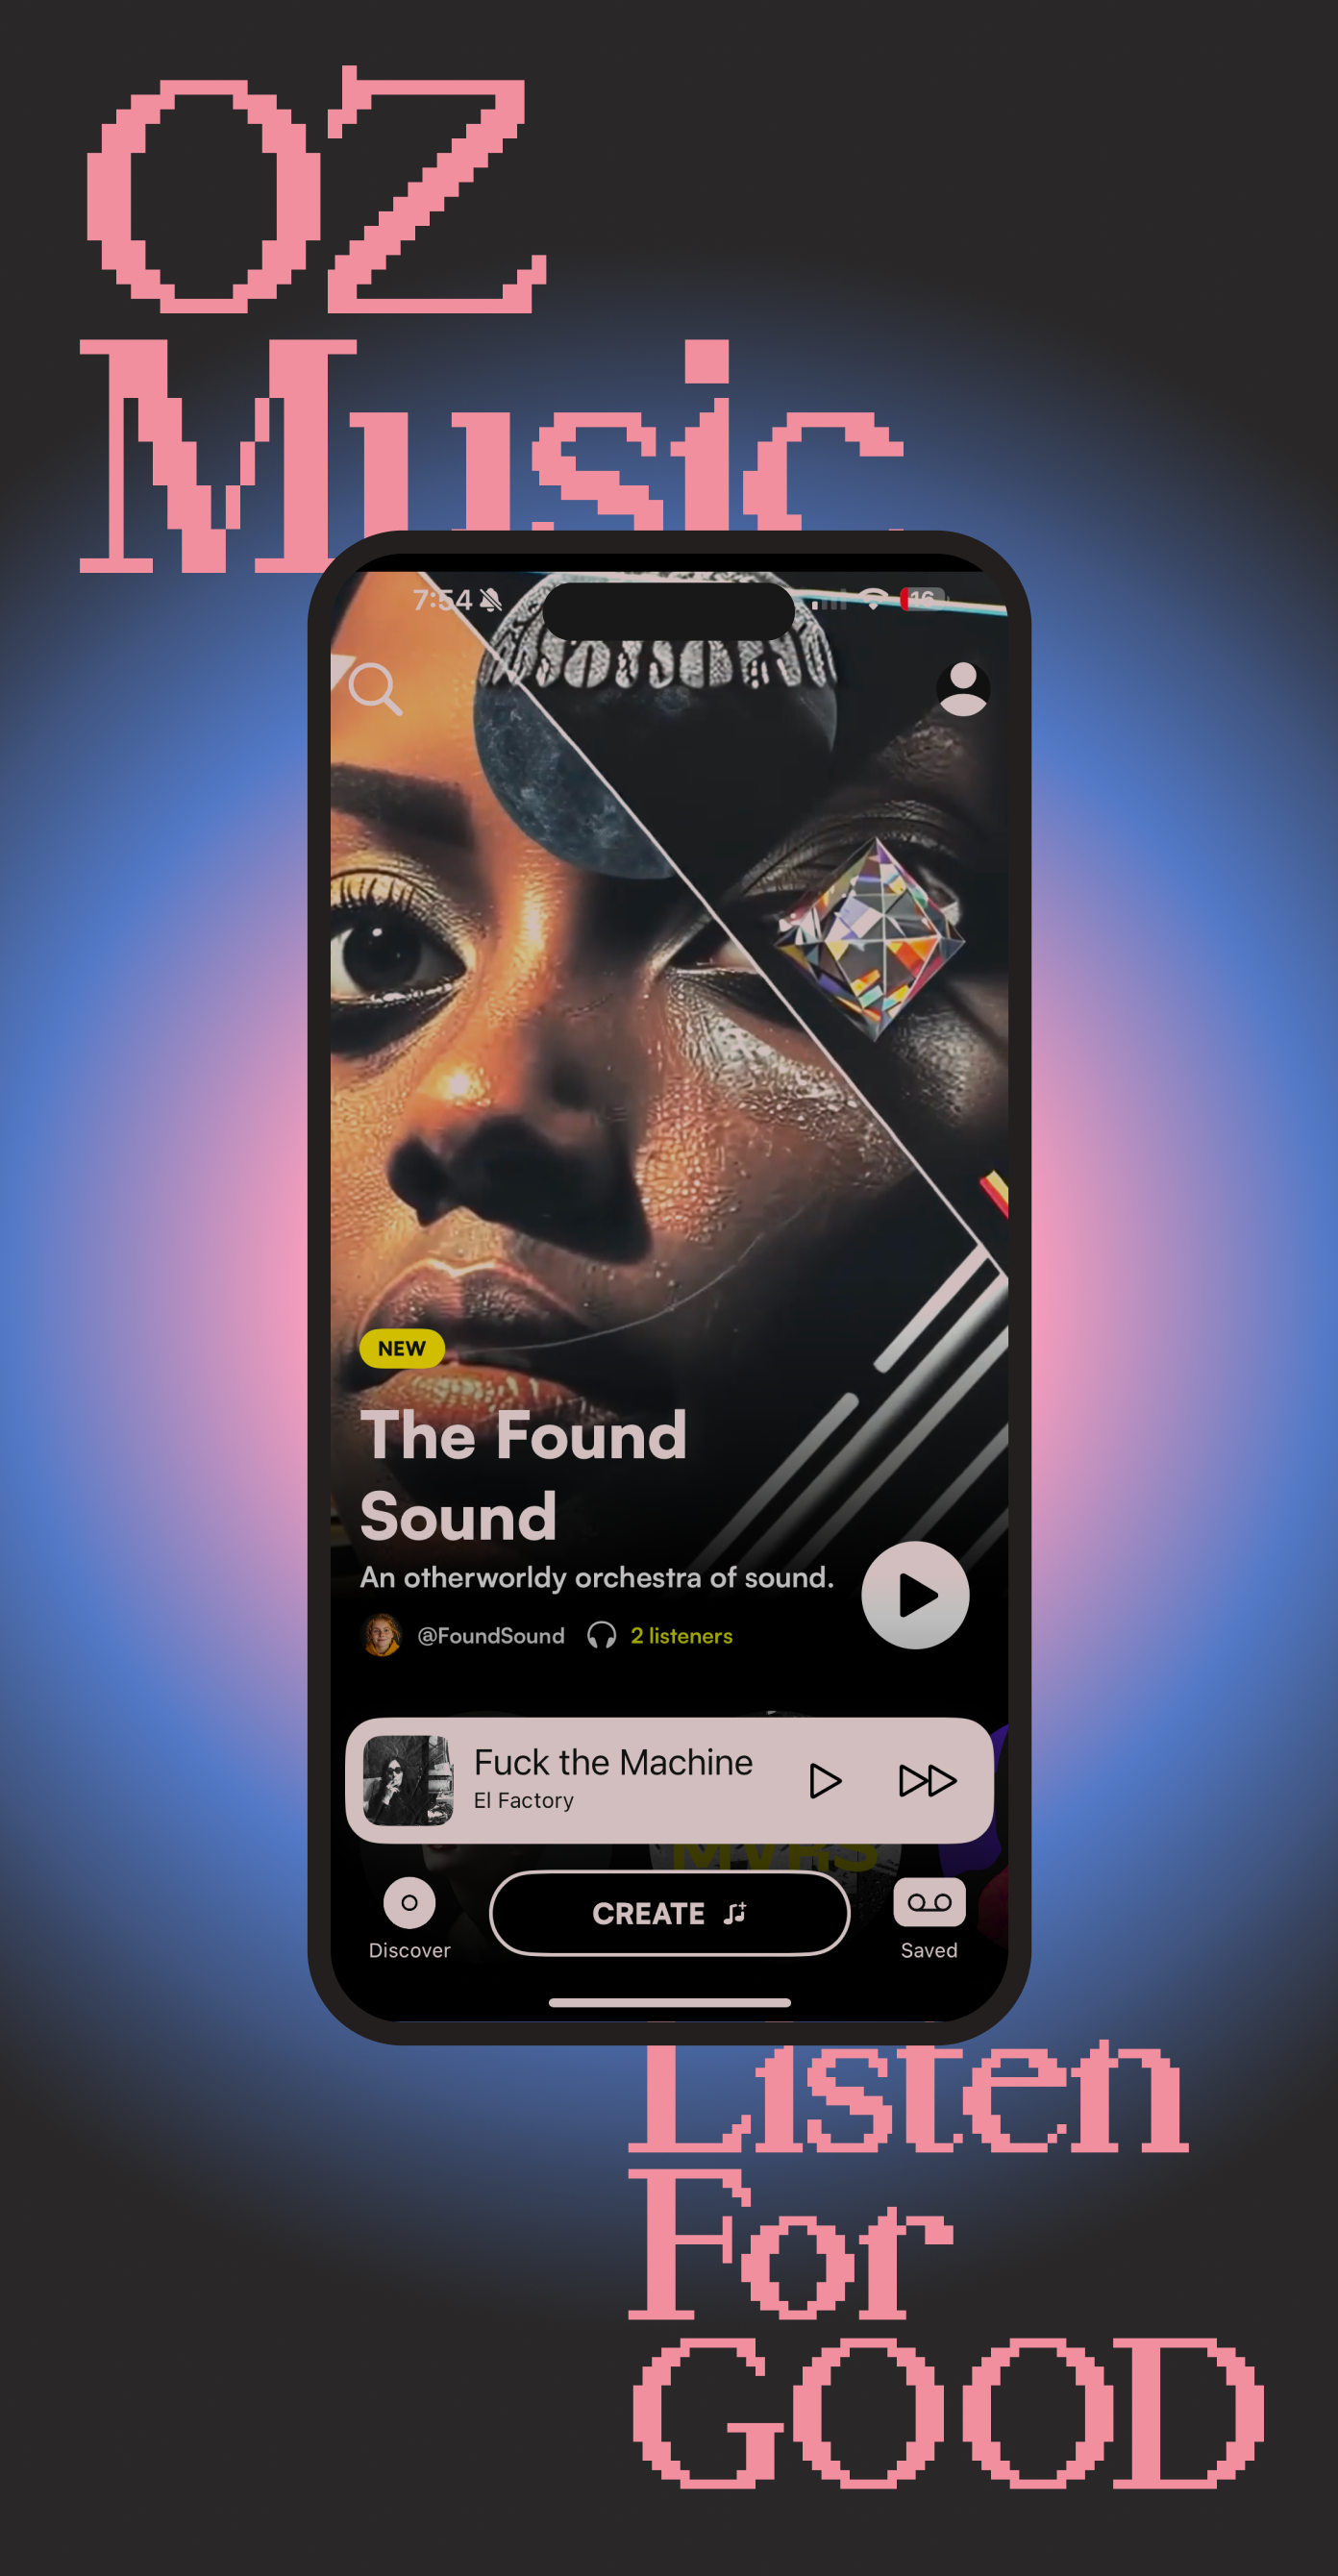 OZ
Music
7:54
16
NEW
The Found
Sound
An otherworldy orchestra of sound.
@FoundSound
2 listeners
Fuck the Machine
El Factory
MVRS
CREATE
Discover
Saved
Listen
For
GOOD